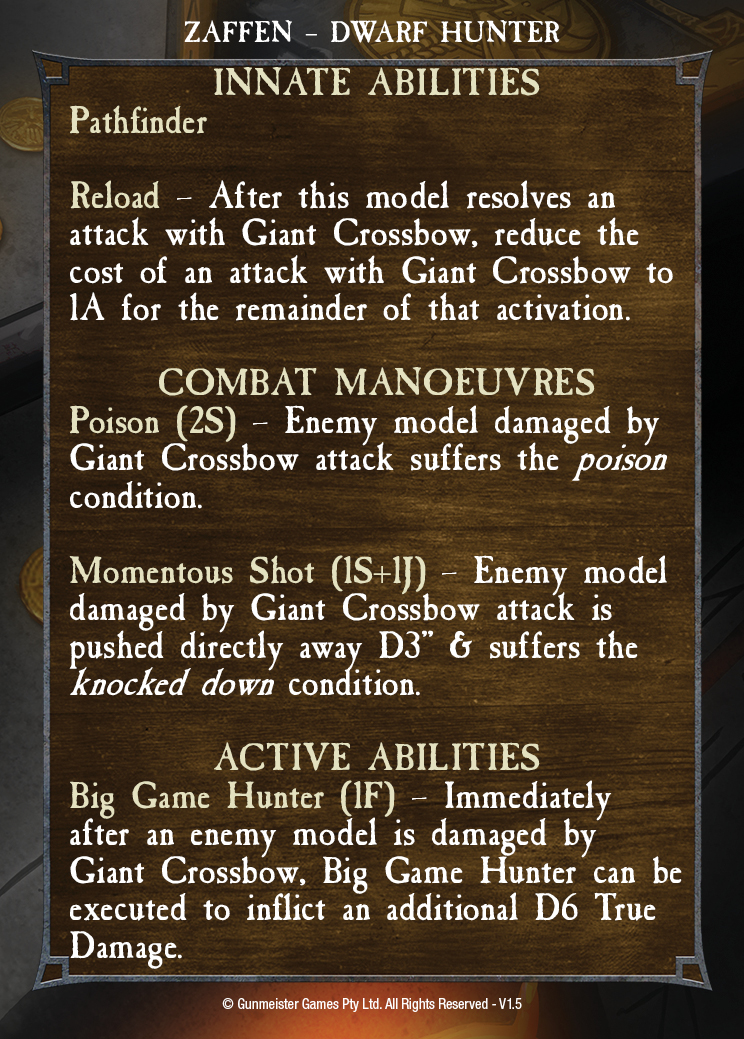 ZAFFEN – DWARF HUNTER
INNATE ABILITIES
Pathfinder
Reload – After this model resolves an
attack with Giant Crossbow, reduce the
cost of an attack with Giant Crossbow to
1A for the remainder of that activation.
COMBAT MANOEUVRES
Poison (2S) – Enemy model damaged by
Giant Crossbow attack suffers the poison
condition.
Momentous Shot (1S+1J) – Enemy model
damaged by Giant Crossbow attack is
pushed directly away D3” & suffers the
knocked down condition.
ACTIVE ABILITIES
Big Game Hunter (1F) – Immediately
after an enemy model is damaged by
Giant Crossbow, Big Game Hunter can be
executed to inflict an additional D6 True
Damage.
© Gunmeister Games Pty Ltd. All Rights Reserved - V1.5